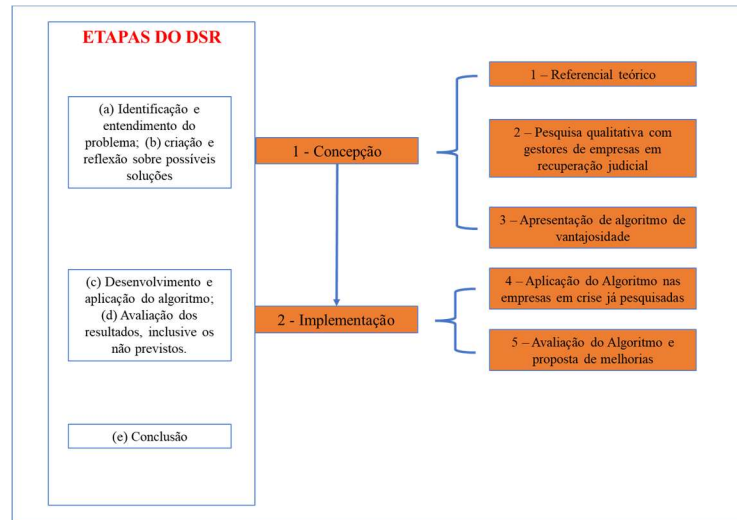 ETAPAS DO DSR
(a) Identificação e
entendimento do
problema; (b) criação e
reflexão sobre possíveis
soluções
1 - Concepção
1 – Referencial teórico
2 – Pesquisa qualitativa com
gestores de empresas em
recuperação judicial
3 – Apresentação de algoritmo de
vantajosidade
(c) Desenvolvimento e
aplicação do algoritmo;
(d) Avaliação dos
resultados, inclusive os
não previstos.
2 - Implementação
4 – Aplicação do Algoritmo nas
empresas em crise já pesquisadas
5 – Avaliação do Algoritmo e
proposta de melhorias
(e) Conclusão